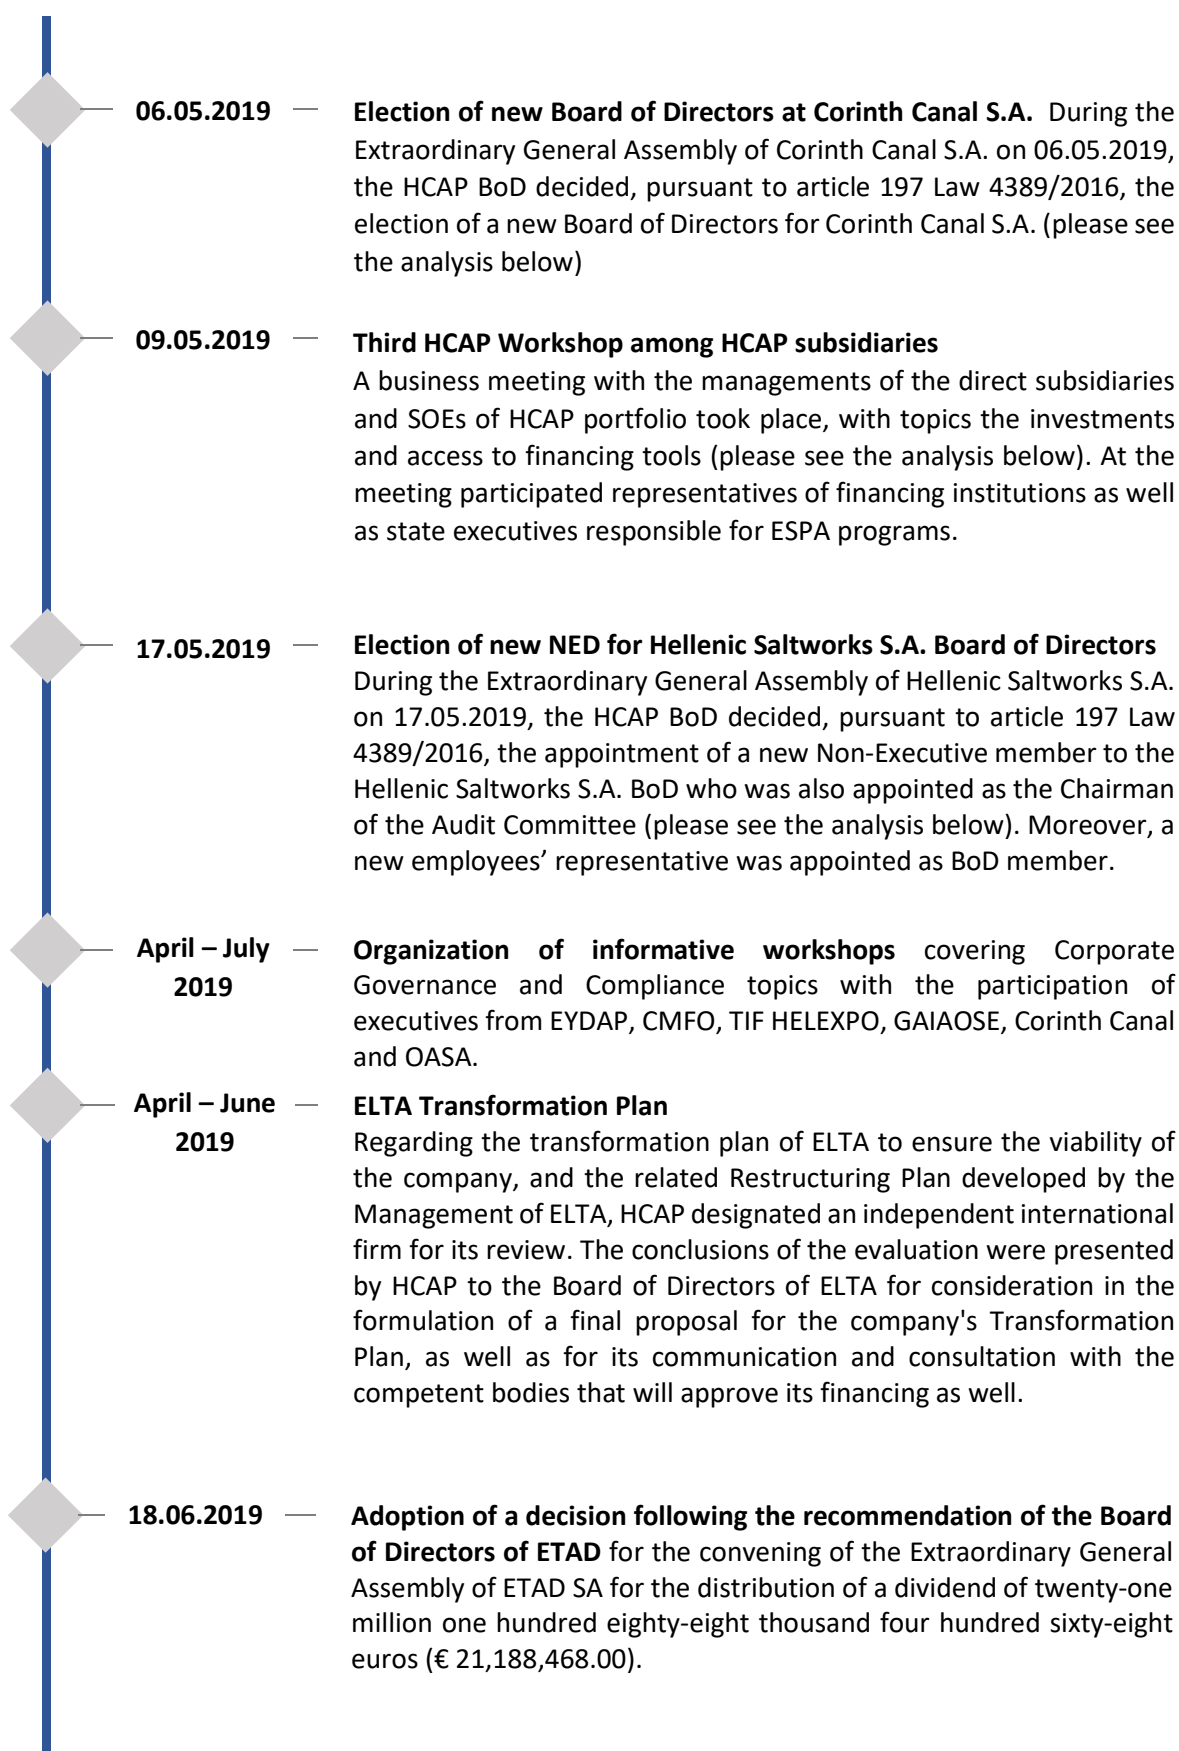 06.05.2019
Election of new Board of Directors at Corinth Canal S.A. During the
Extraordinary General Assembly of Corinth Canal S.A. on 06.05.2019,
the HCAP BoD decided, pursuant to article 197 Law 4389/2016, the
election of a new Board of Directors for Corinth Canal S.A. (please see
the analysis below)
09.05.2019
Third HCAP Workshop among HCAP subsidiaries
A business meeting with the managements of the direct subsidiaries
and SOEs of HCAP portfolio took place, with topics the investments
and access to financing tools (please see the analysis below). At the
meeting participated representatives of financing institutions as well
as state executives responsible for ESPA programs.
17.05.2019
Election of new NED for Hellenic Saltworks S.A. Board of Directors
During the Extraordinary General Assembly of Hellenic Saltworks S.A.
on 17.05.2019, the HCAP BoD decided, pursuant to article 197 Law
4389/2016, the appointment of a new Non-Executive member to the
Hellenic Saltworks S.A. BoD who was also appointed as the Chairman
of the Audit Committee (please see the analysis below). Moreover, a
new employees’ representative was appointed as BoD member.
April – July
2019
Organization of informative workshops covering Corporate
Governance and Compliance topics with the participation of
executives from EYDAP, CMFO, TIF HELEXPO, GAIAOSE, Corinth Canal
and OASA.
April – June
2019
ELTA Transformation Plan
Regarding the transformation plan of ELTA to ensure the viability of
the company, and the related Restructuring Plan developed by the
Management of ELTA, HCAP designated an independent international
firm for its review. The conclusions of the evaluation were presented
by HCAP to the Board of Directors of ELTA for consideration in the
formulation of a final proposal for the company's Transformation
Plan, as well as for its communication and consultation with the
competent bodies that will approve its financing as well.
18.06.2019
Adoption of a decision following the recommendation of the Board
of Directors of ETAD for the convening of the Extraordinary General
Assembly of ETAD SA for the distribution of a dividend of twenty-one
million one hundred eighty-eight thousand four hundred sixty-eight
euros (€ 21,188,468.00).